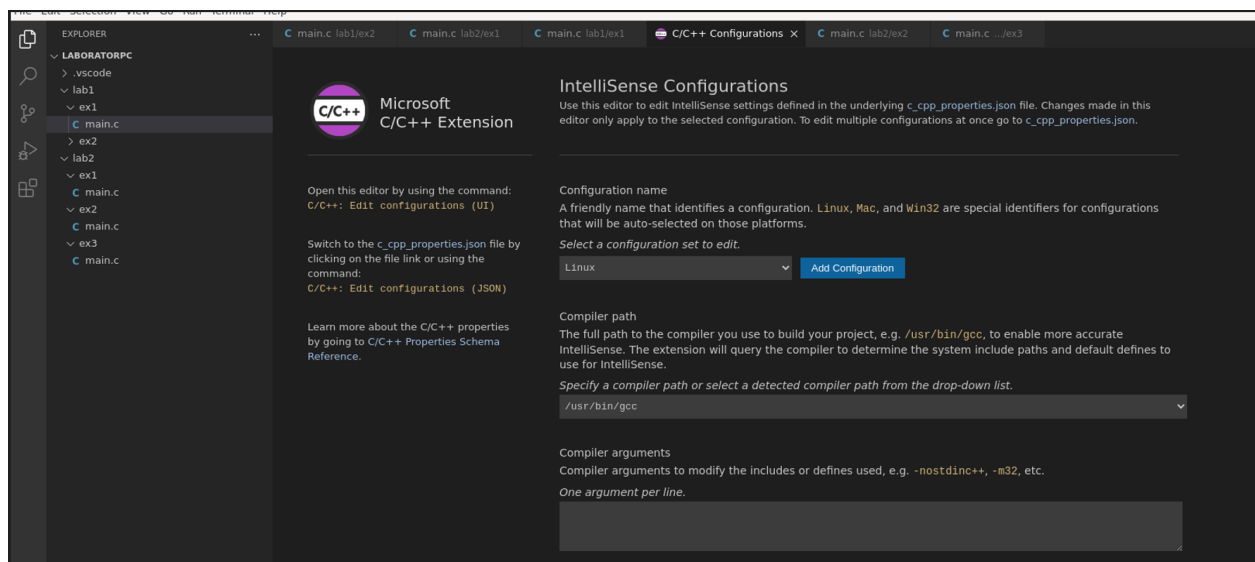 File Edit Selection View Go Run Terminal Help
EXPLORER
...
C main.c lab1/ex2
C main.c lab2/ex1
C main.c lab1/ex1
C/C++ Configurations ×
C main.c lab2/ex2
C main.c .../ex3
LABORATORPC
.vscode
lab1
ex1
C main.c
ex2
lab2
ex1
C main.c
ex2
C main.c
ex3
C main.c
C/C++
Microsoft
C/C++ Extension
Open this editor by using the command:
C/C++: Edit configurations (UI)
Switch to the c_cpp_properties.json file by
clicking on the file link or using the
command:
C/C++: Edit configurations (JSON)
Learn more about the C/C++ properties
by going to C/C++ Properties Schema
Reference.
IntelliSense Configurations
Use this editor to edit IntelliSense settings defined in the underlying c_cpp_properties.json file. Changes made in this
editor only apply to the selected configuration. To edit multiple configurations at once go to c_cpp_properties.json.
Configuration name
A friendly name that identifies a configuration. Linux, Mac, and Win32 are special identifiers for configurations
that will be auto-selected on those platforms.
Select a configuration set to edit.
Linux
Add Configuration
Compiler path
The full path to the compiler you use to build your project, e.g. /usr/bin/gcc, to enable more accurate
IntelliSense. The extension will query the compiler to determine the system include paths and default defines to
use for IntelliSense.
Specify a compiler path or select a detected compiler path from the drop-down list.
/usr/bin/gcc
Compiler arguments
Compiler arguments to modify the includes or defines used, e.g. -nostdinc++, -m32, etc.
One argument per line.